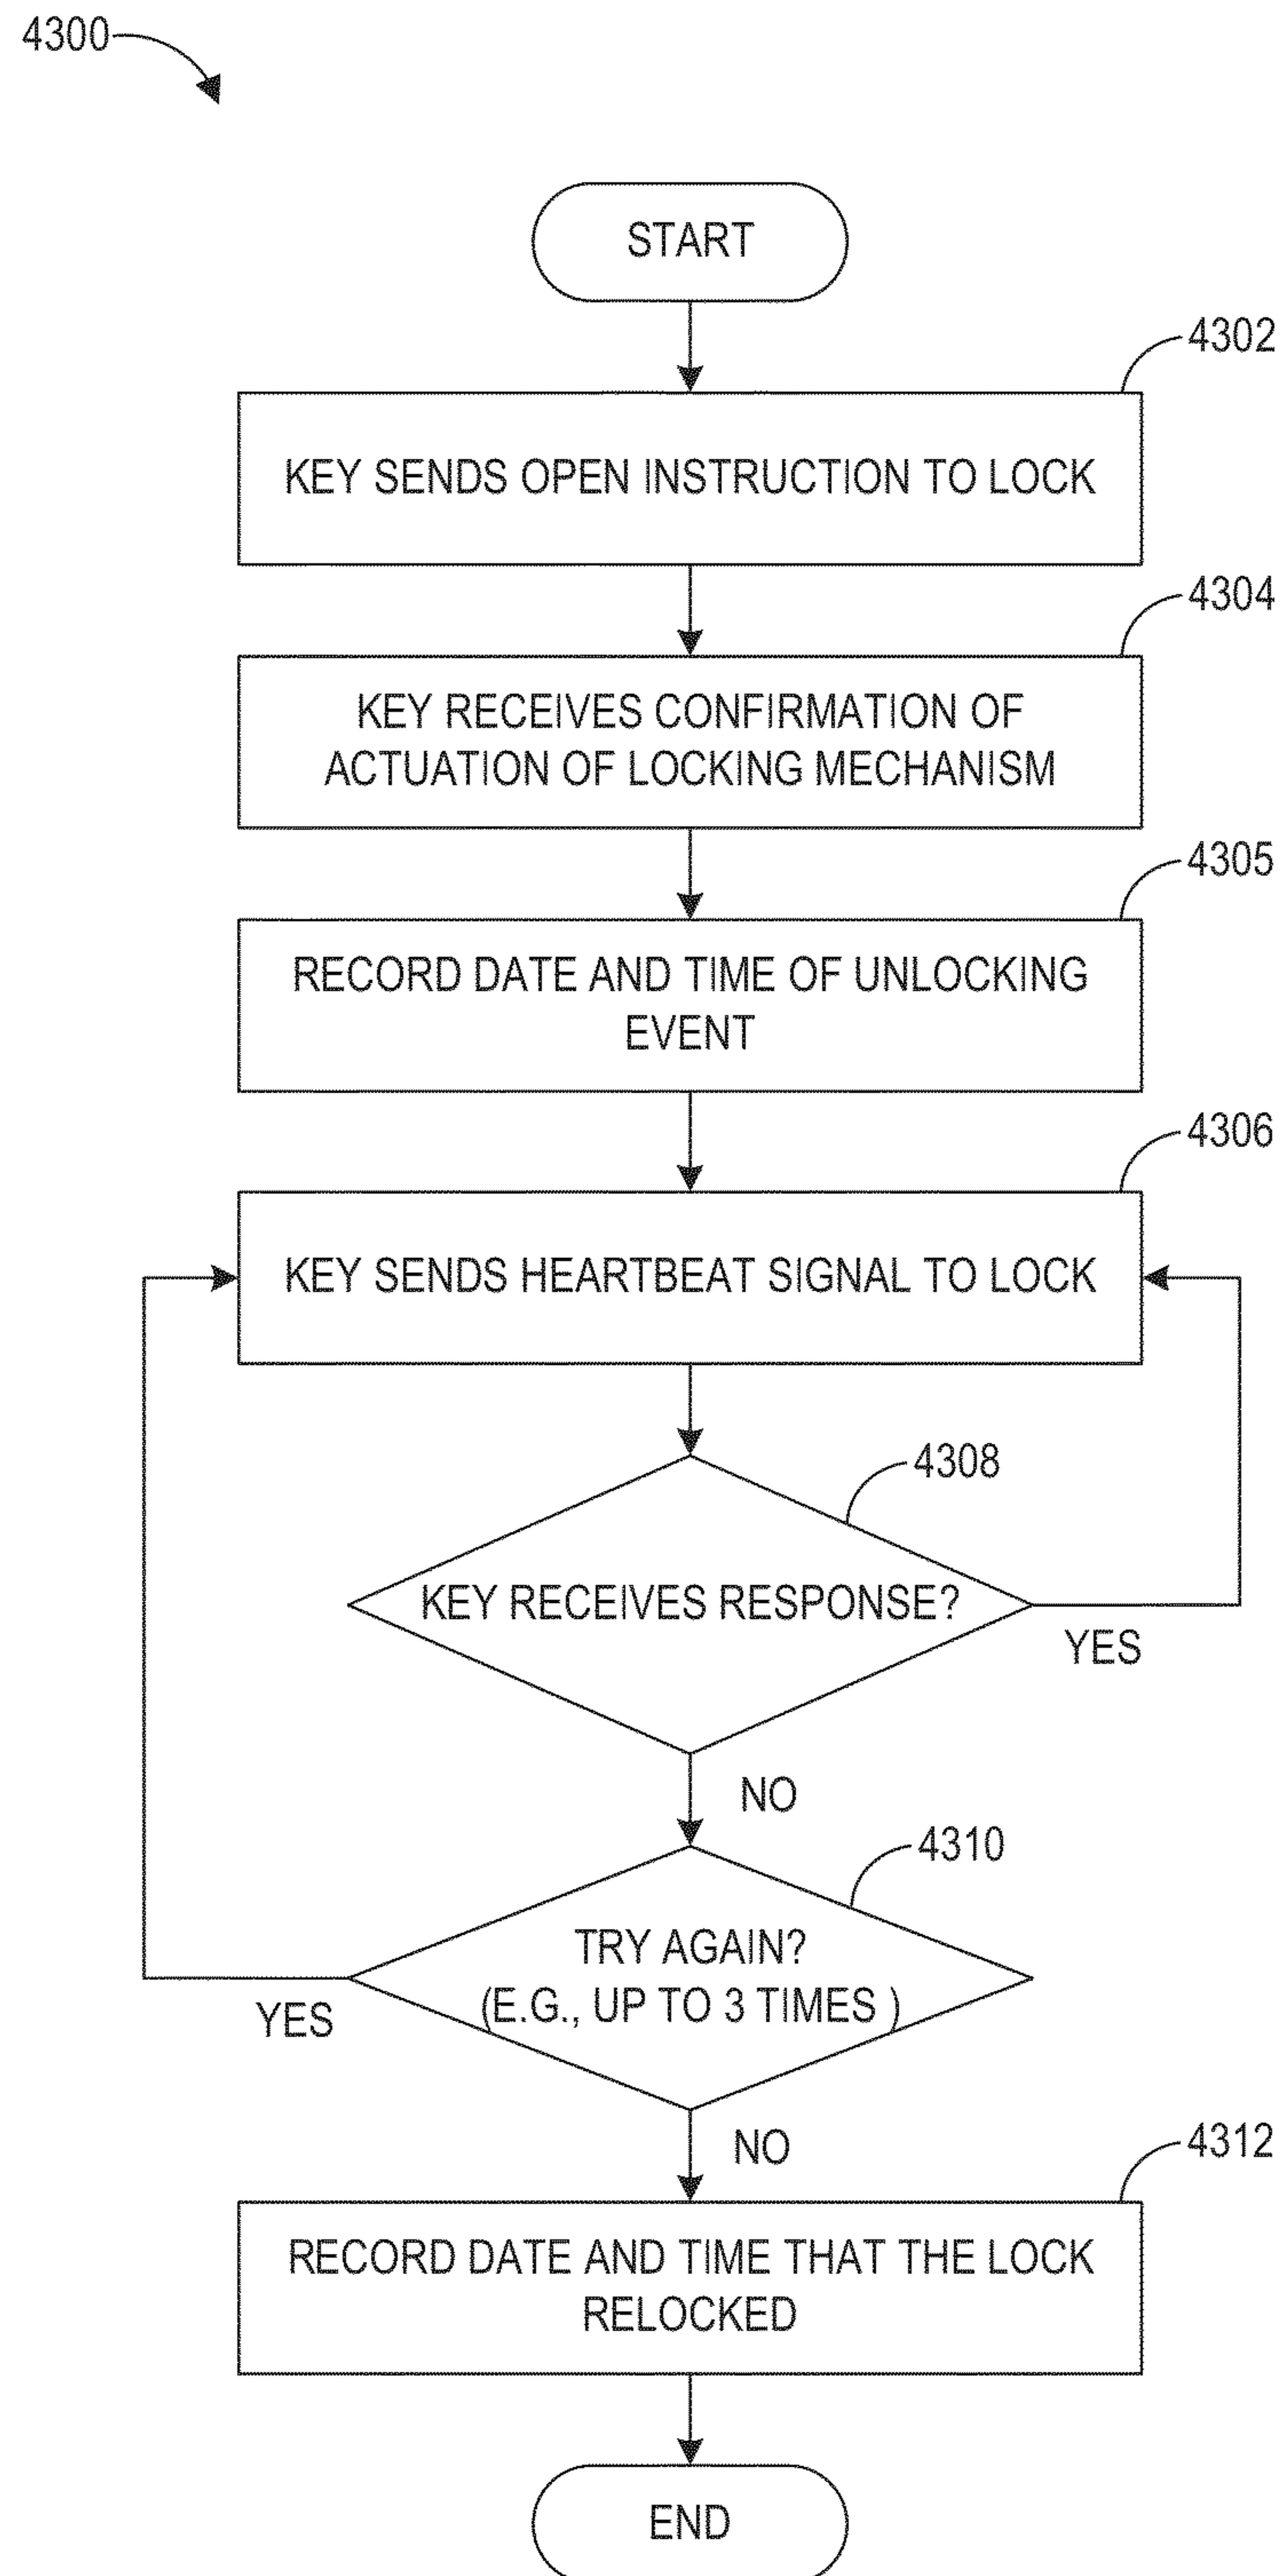 4300
START
4302
KEY SENDS OPEN INSTRUCTION TO LOCK
4304
KEY RECEIVES CONFIRMATION OF
ACTUATION OF LOCKING MECHANISM
4305
RECORD DATE AND TIME OF UNLOCKING
EVENT
4306
KEY SENDS HEARTBEAT SIGNAL TO LOCK
4308
KEY RECEIVES RESPONSE?
YES
NO
4310
TRY AGAIN?
(E.G., UP TO 3 TIMES )
YES
NO
4312
RECORD DATE AND TIME THAT THE LOCK
RELOCKED
END